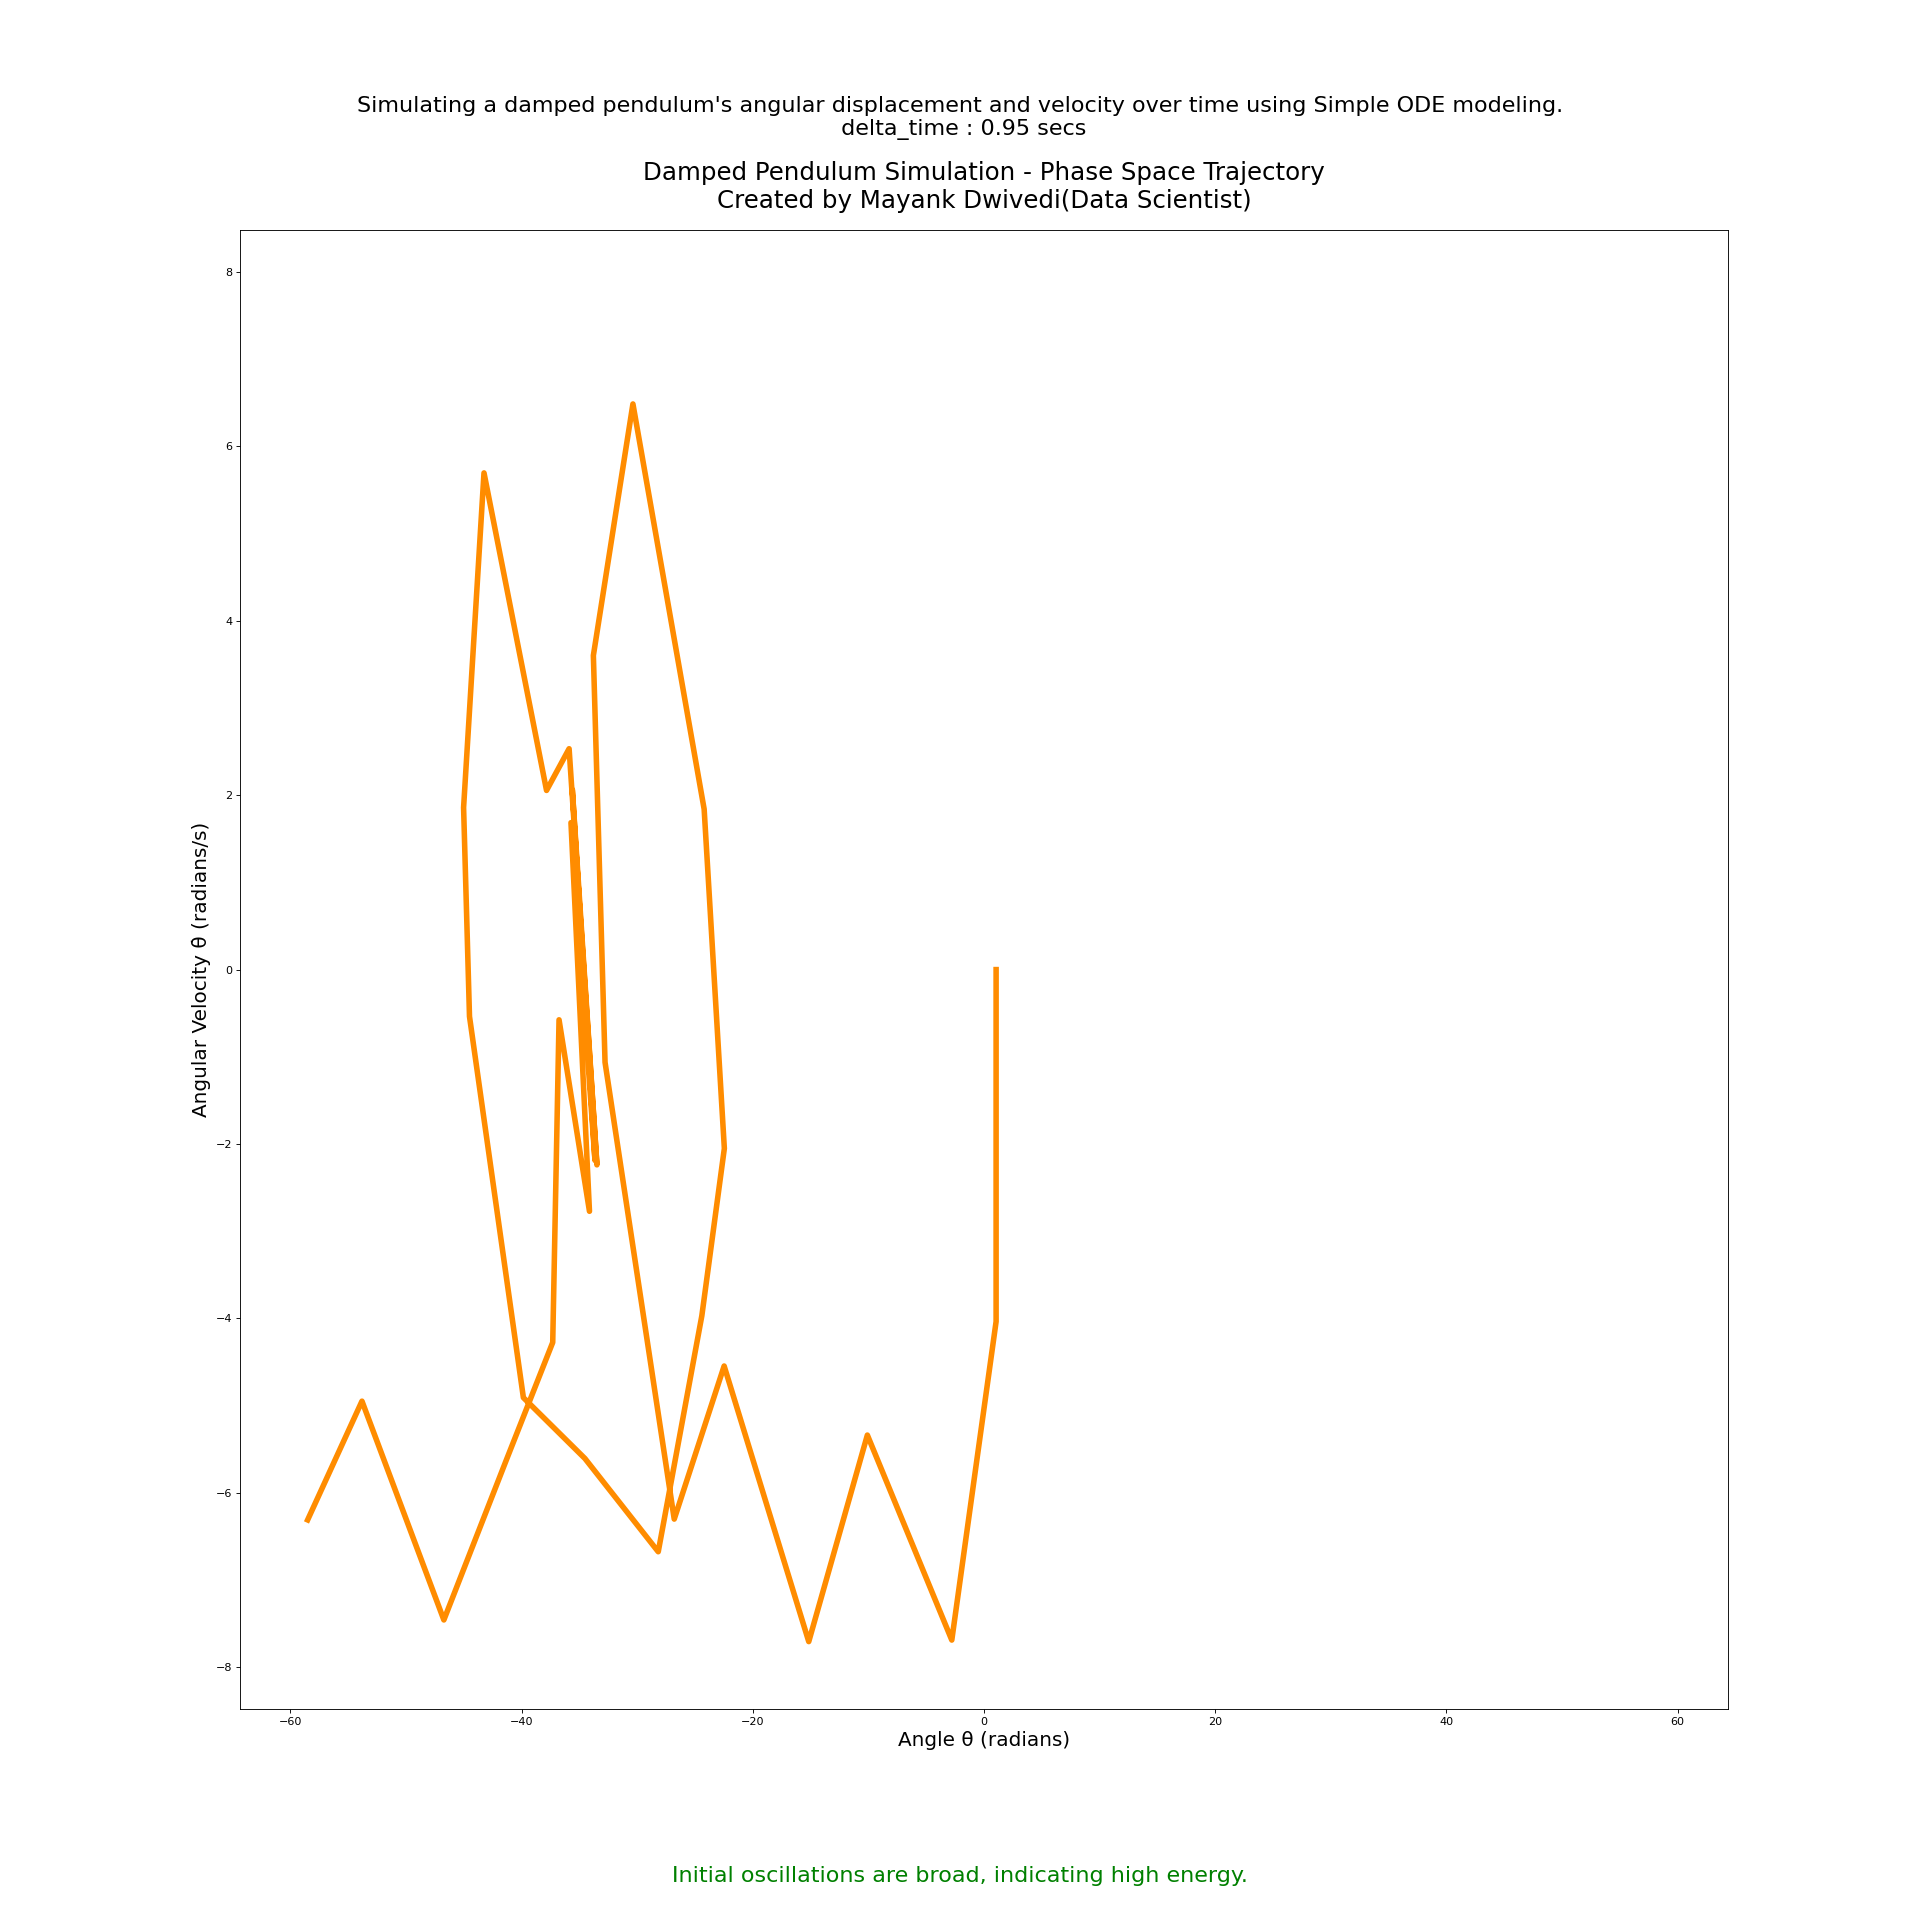 Simulating a damped pendulum's angular displacement and velocity over time using Simple ODE modeling.
delta_time : 0.95 secs
Damped Pendulum Simulation - Phase Space Trajectory
Created by Mayank Dwivedi(Data Scientist)
8
6
4
2
0
−2
−4
−6
−8
Angular Velocity θ (radians/s)
−60
−40
−20
0
20
40
60
Angle θ (radians)
Initial oscillations are broad, indicating high energy.